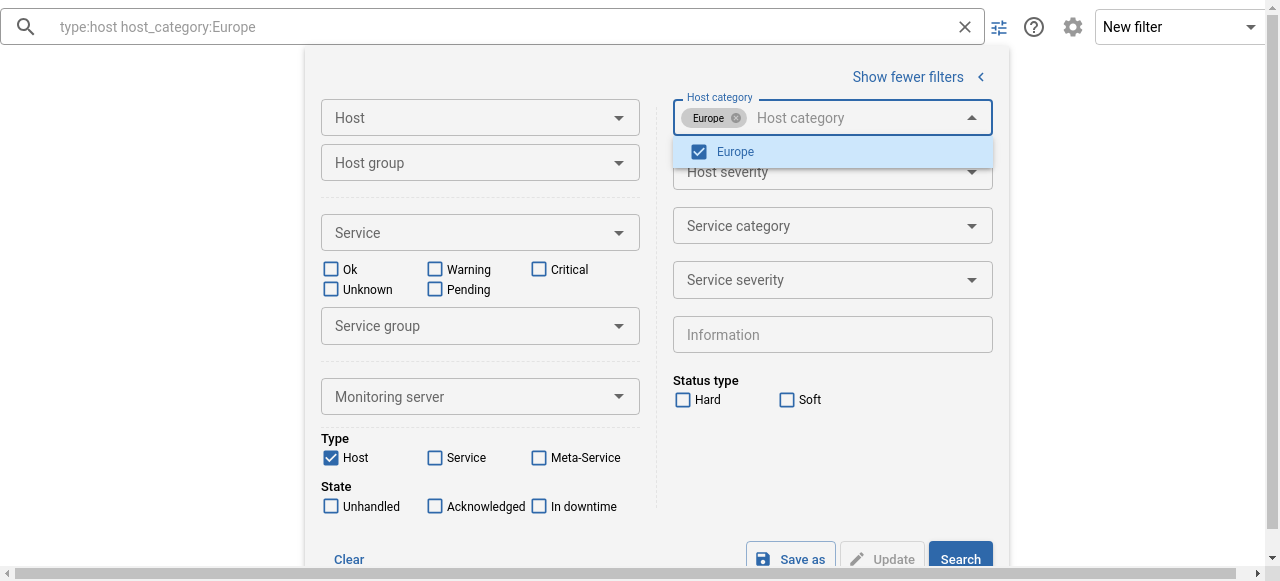 type:host host_category:Europe
New filter
Show fewer filters
Host
Host category
Europe
Host category
Europe
Host group
Host severity
Service
Service category
Ok
Warning
Critical
Unknown
Pending
Service severity
Service group
Information
Monitoring server
Status type
Hard
Soft
Type
Host
Service
Meta-Service
State
Unhandled
Acknowledged
In downtime
Clear
Save as
Update
Search